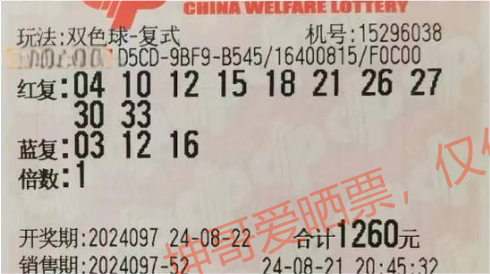 CHINA WELFARE LOTTERY
玩法:双色球-复式 机号:15296038
D5CD-9BF9-B545/16400815/F0C00
红复:04 10 12 15 18 21 26 27
30 33
蓝复:03 12 16
倍数:1
坤哥爱晒票,仅
开奖期:2024097 24-08-22 合计1260元
销售期:2024097-52 24-08-21 20:45:32